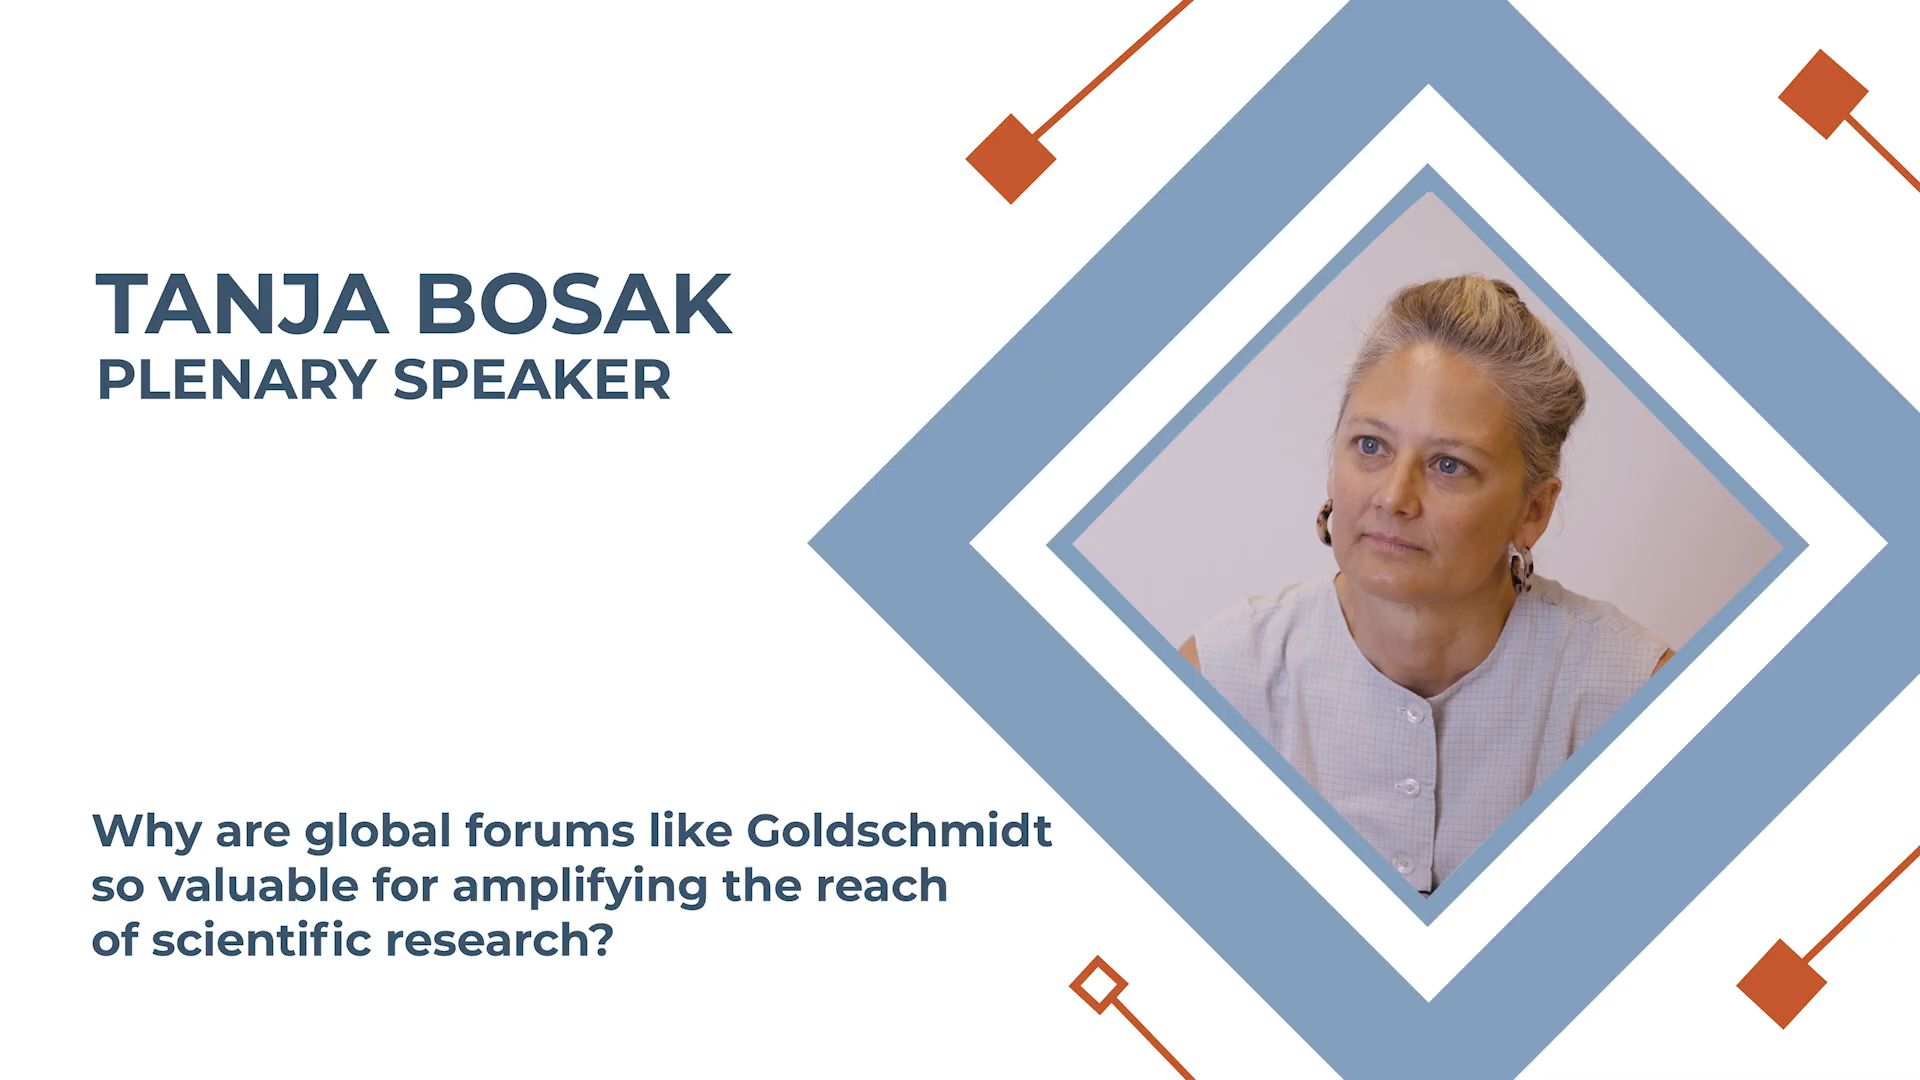 TANJA BOSAK
PLENARY SPEAKER
Why are global forums like Goldschmidt
so valuable for amplifying the reach
of scientific research?